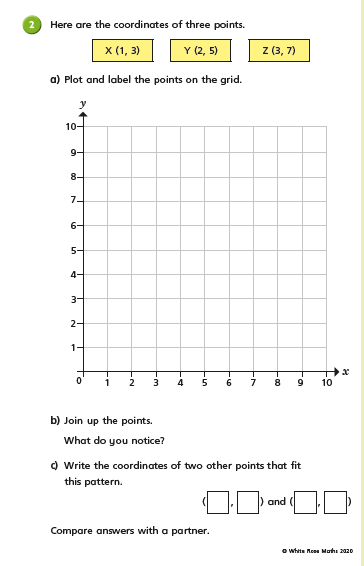 2 Here are the coordinates of three points.
X (1, 3) Y (2, 5) Z (3, 7)
a) Plot and label the points on the grid.
y
10
9
8
7
6
5
4
3
2
1
x
0 1 2 3 4 5 6 7 8 9 10
b) Join up the points.
What do you notice?
c) Write the coordinates of two other points that fit
this pattern.
( , ) and ( , )
Compare answers with a partner.
© White Rose Maths 2020